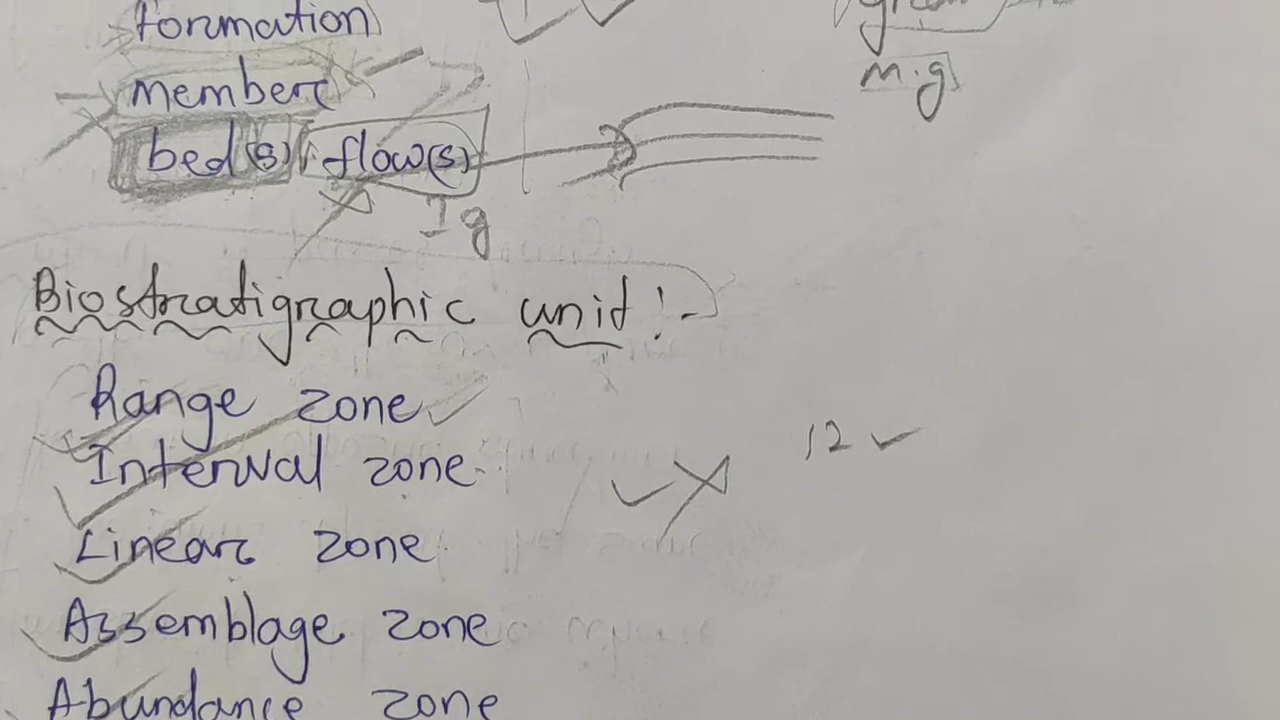 formation
member
m.g
bed(s), flow(s)
Ig
Biostratigraphic unit :-
Range zone
Interval zone
12
Linear zone
Assemblage zone
Abundance zone